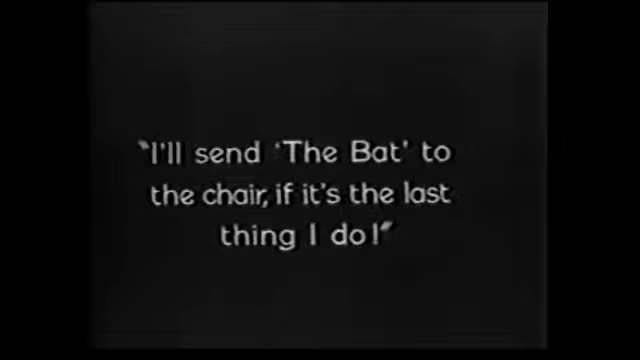 "I'll send 'The Bat' to
the chair, if it's the last
thing I do!"